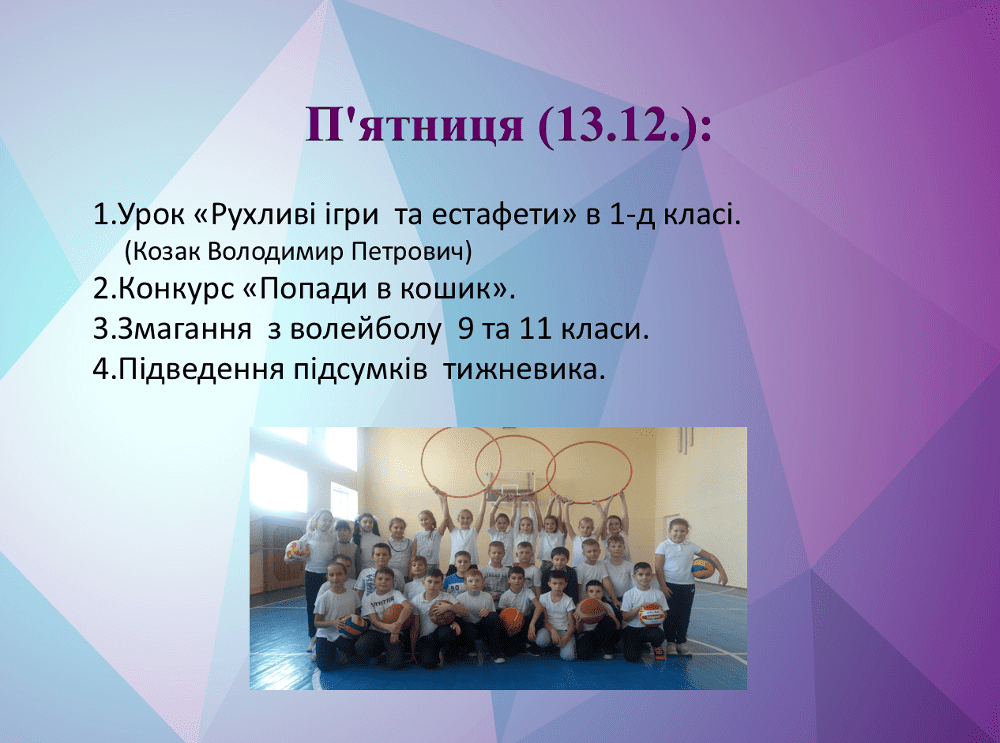 П'ятниця (13.12.):
1.Урок «Рухливі ігри та естафети» в 1-д класі.
(Козак Володимир Петрович)
2.Конкурс «Попади в кошик».
3.Змагання з волейболу 9 та 11 класи.
4.Підведення підсумків тижневика.